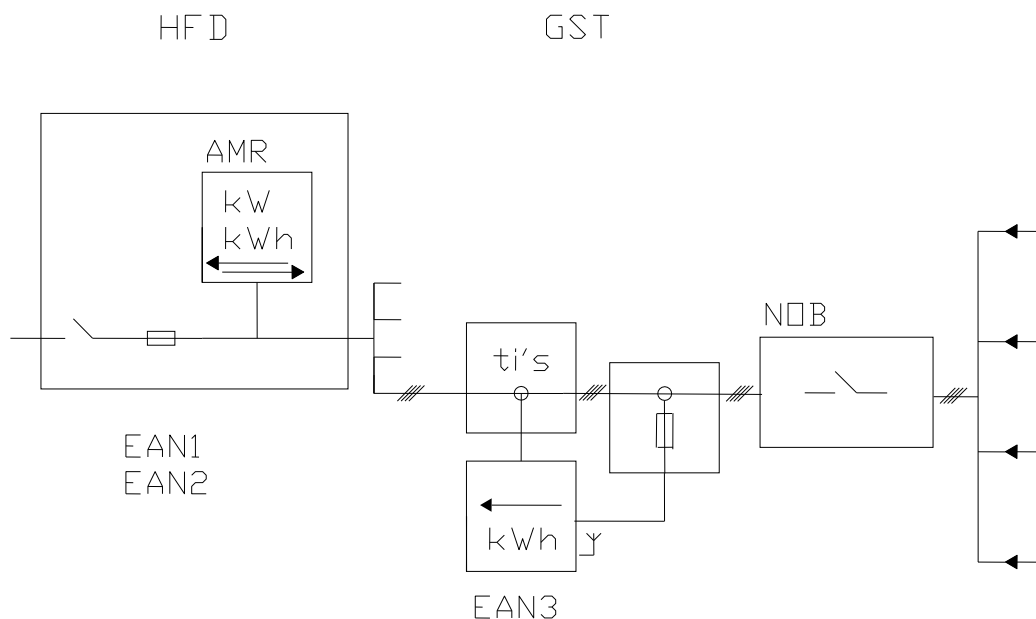 HFD
GST
AMR
kW
kWh
NOB
ti's
EAN1
EAN2
kWh
EAN3